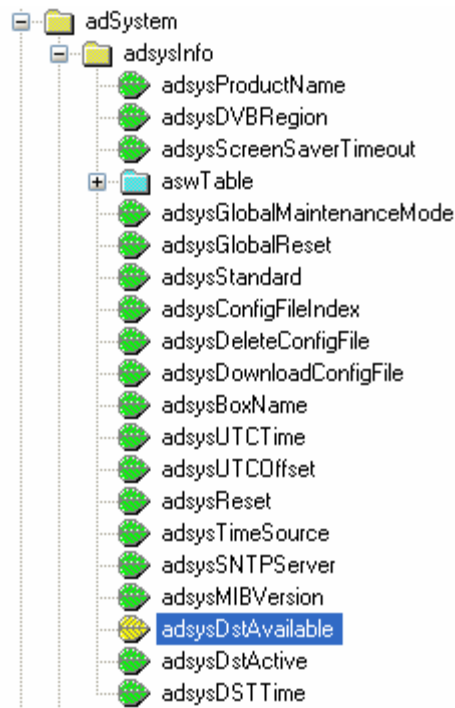 adSystem
adsysInfo
adsysProductName
adsysDVBRegion
adsysScreenSaverTimeout
aswTable
adsysGlobalMaintenanceMode
adsysGlobalReset
adsysStandard
adsysConfigFileIndex
adsysDeleteConfigFile
adsysDownloadConfigFile
adsysBoxName
adsysUTCTime
adsysUTCOffset
adsysReset
adsysTimeSource
adsysSNTPServer
adsysMIBVersion
adsysDstAvailable
adsysDstActive
adsysDSTTime